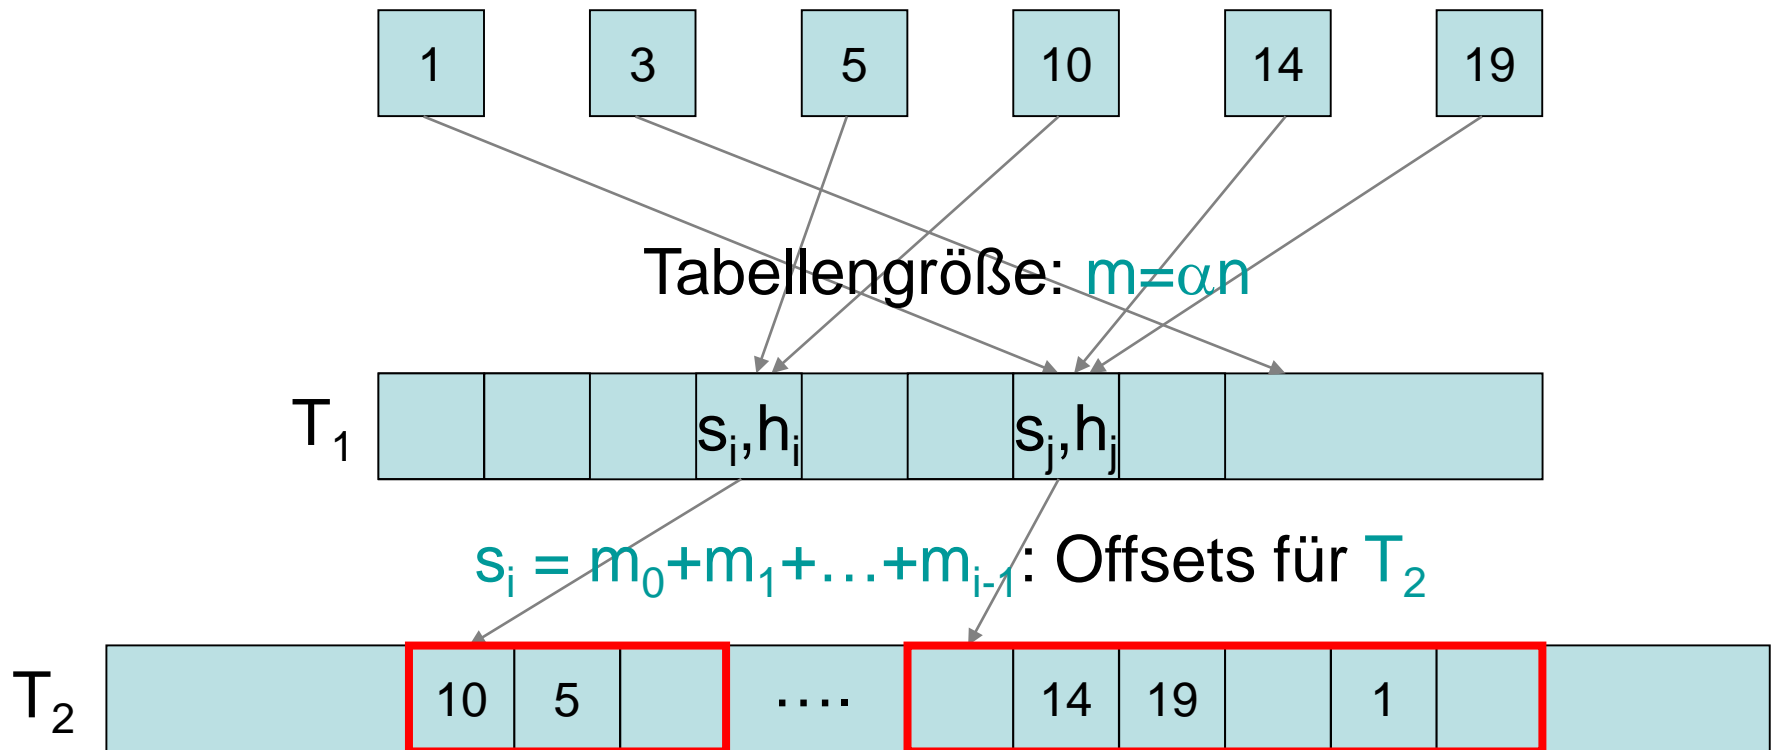 1 3 5 10 14 19
Tabellengröße: m=αn
T₁ sᵢ,hᵢ sⱼ,hⱼ
sᵢ = m₀+m₁+…+mᵢ₋₁: Offsets für T₂
T₂ 10 5 …. 14 19 1